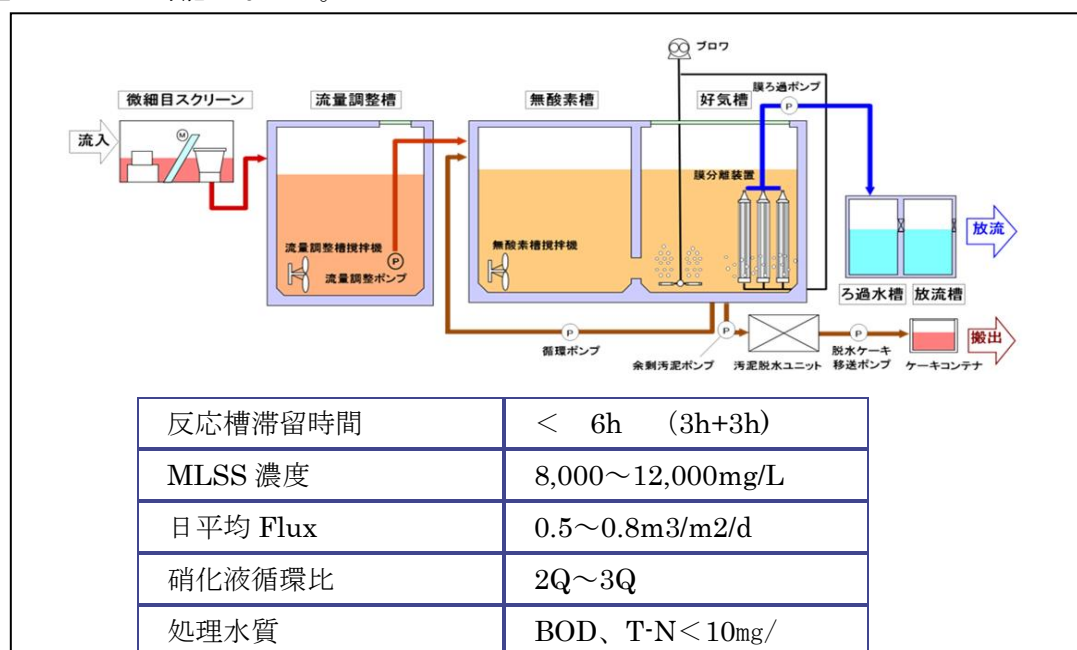 ブロワ
膜ろ過ポンプ
P
微細目スクリーン
流量調整槽
無酸素槽
好気槽
流入
M
膜分離装置
流量調整槽撹拌機
P
流量調整ポンプ
無酸素槽撹拌機
放流
ろ過水槽
放流槽
P
循環ポンプ
P
余剰汚泥ポンプ
汚泥脱水ユニット
P
脱水ケーキ
移送ポンプ
ケーキコンテナ
搬出
反応槽滞留時間 < 6h (3h+3h)
MLSS 濃度 8,000~12,000mg/L
日平均 Flux 0.5~0.8m3/m2/d
硝化液循環比 2Q~3Q
処理水質 BOD、T-N<10㎎/